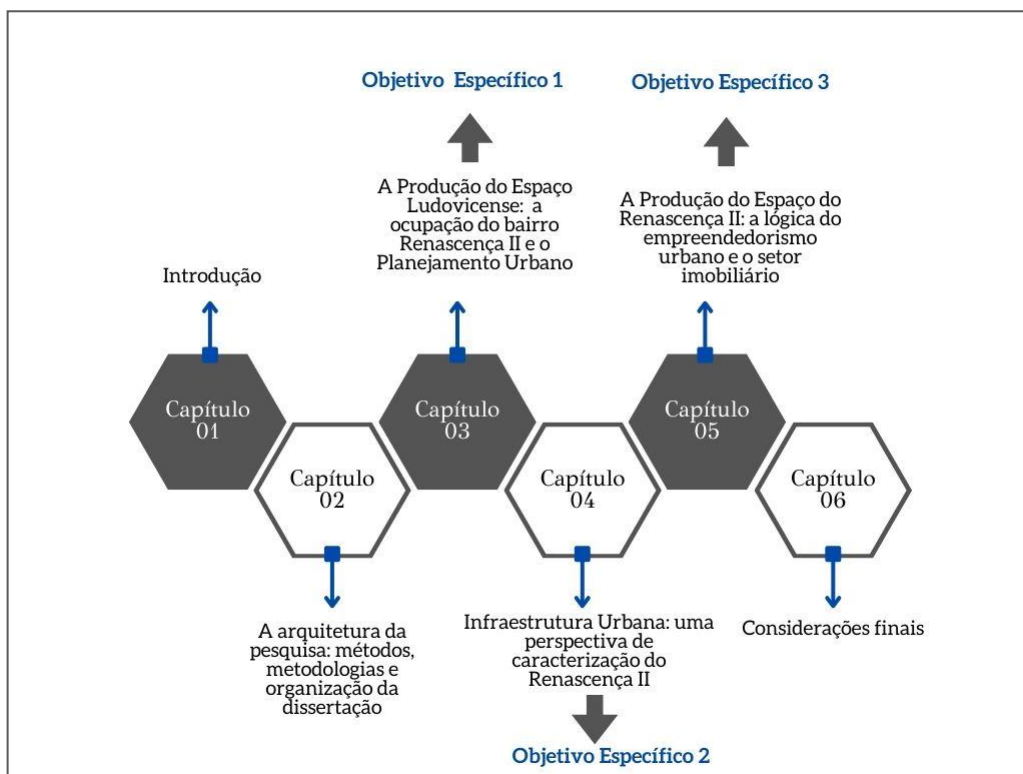 Objetivo Específico 1
Objetivo Específico 3
A Produção do Espaço
Ludovicense: a
ocupação do bairro
Renascença II e o
Planejamento Urbano
A Produção do Espaço do
Renascença II: a lógica do
empreendedorismo
urbano e o setor
imobiliário
Introdução
Capítulo
01
Capítulo
03
Capítulo
05
Capítulo
02
Capítulo
04
Capítulo
06
A arquitetura da
pesquisa: métodos,
metodologias e
organização da
dissertação
Infraestrutura Urbana: uma
perspectiva de
caracterização do
Renascença II
Considerações finais
Objetivo Específico 2